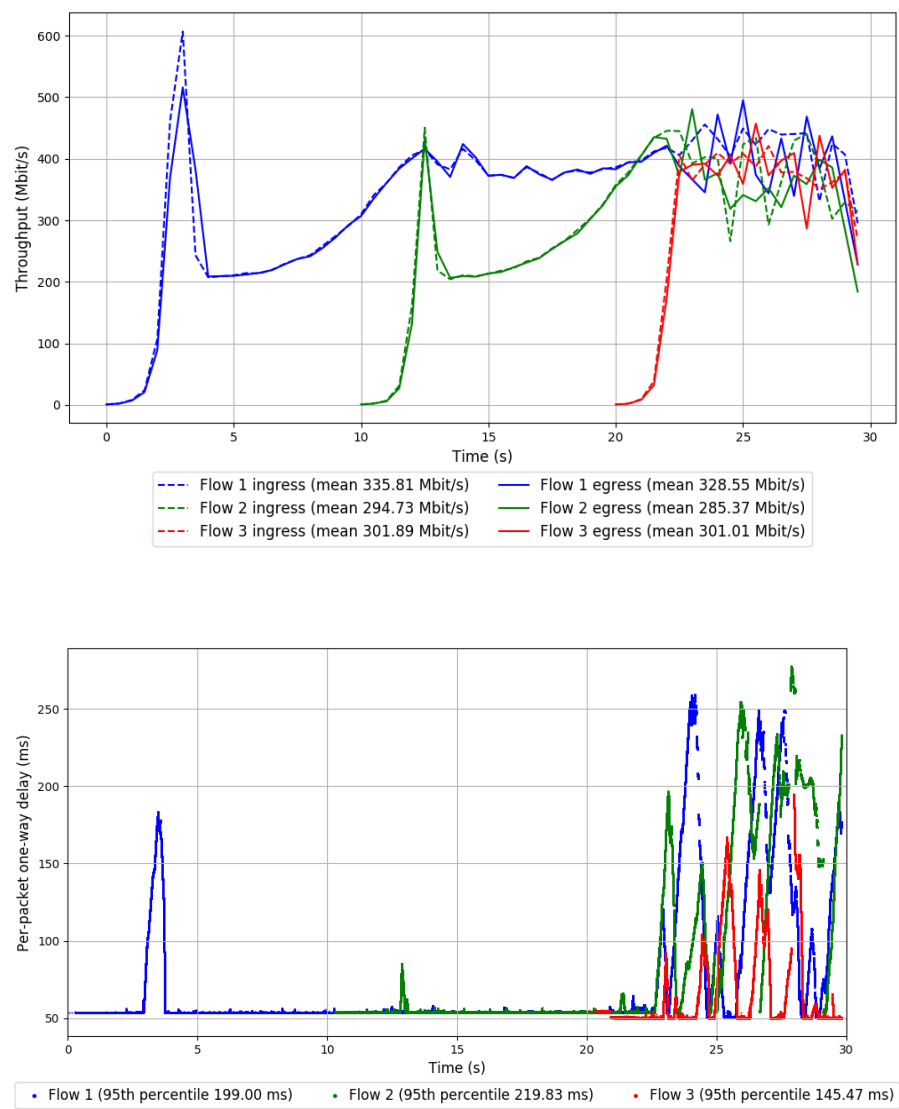 600
500
400
300
200
100
0
Throughput (Mbit/s)
0 5 10 15 20 25 30
Time (s)
Flow 1 ingress (mean 335.81 Mbit/s) Flow 1 egress (mean 328.55 Mbit/s)
Flow 2 ingress (mean 294.73 Mbit/s) Flow 2 egress (mean 285.37 Mbit/s)
Flow 3 ingress (mean 301.89 Mbit/s) Flow 3 egress (mean 301.01 Mbit/s)
250
200
150
100
50
Per-packet one-way delay (ms)
0 5 10 15 20 25 30
Time (s)
Flow 1 (95th percentile 199.00 ms) Flow 2 (95th percentile 219.83 ms) Flow 3 (95th percentile 145.47 ms)